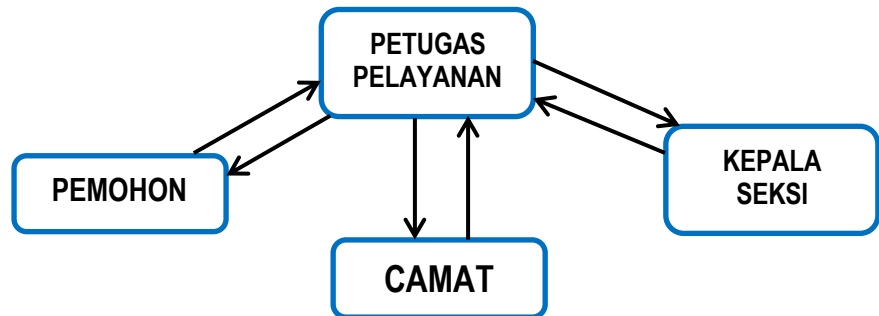 PETUGAS
PELAYANAN
PEMOHON
KEPALA
SEKSI
CAMAT